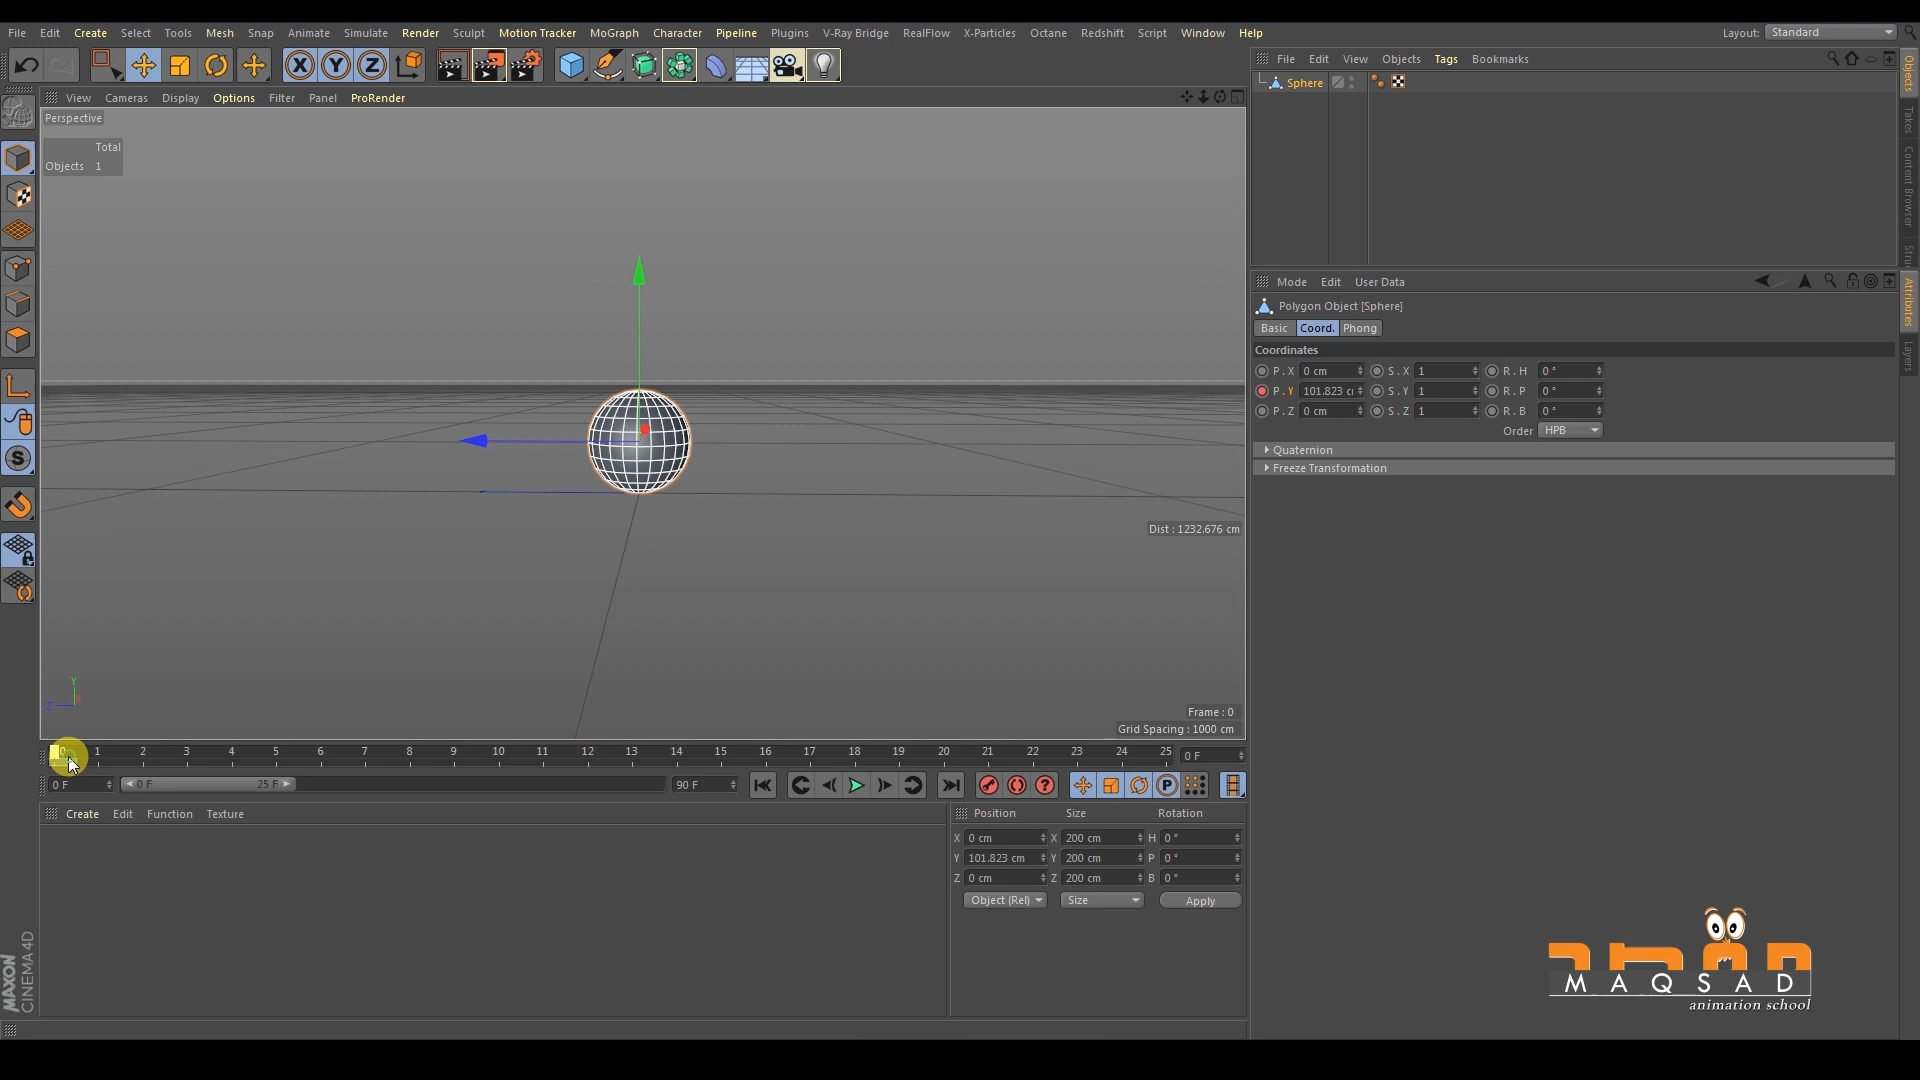 File Edit Create Select Tools Mesh Snap Animate Simulate Render Sculpt Motion Tracker MoGraph Character Pipeline Plugins V-Ray Bridge RealFlow X-Particles Octane Redshift Script Window Help Layout: Standard
File Edit View Objects Tags Bookmarks
Sphere
View Cameras Display Options Filter Panel ProRender
Perspective
Total
Objects 1
Mode Edit User Data
Polygon Object [Sphere]
Basic Coord. Phong
Coordinates
P . X 0 cm S . X 1 R . H 0 °
P . Y 101.823 S . Y 1 R . P 0 °
P . Z 0 cm S . Z 1 R . B 0 °
Order HPB
Quaternion
Freeze Transformation
Objects
Takes
Content Browser
Attributes
Layers
Dist : 1232.676 cm
Y
Z
Frame : 0
Grid Spacing : 1000 cm
0 1 2 3 4 5 6 7 8 9 10 11 12 13 14 15 16 17 18 19 20 21 22 23 24 25 0 F
0 F 0 F 25 F 90 F
Create Edit Function Texture
Position Size Rotation
X 0 cm X 200 cm H 0 °
Y 101.823 cm Y 200 cm P 0 °
Z 0 cm Z 200 cm B 0 °
Object (Rel) Size Apply
MAXON
CINEMA 4D
MAQSAD
animation school